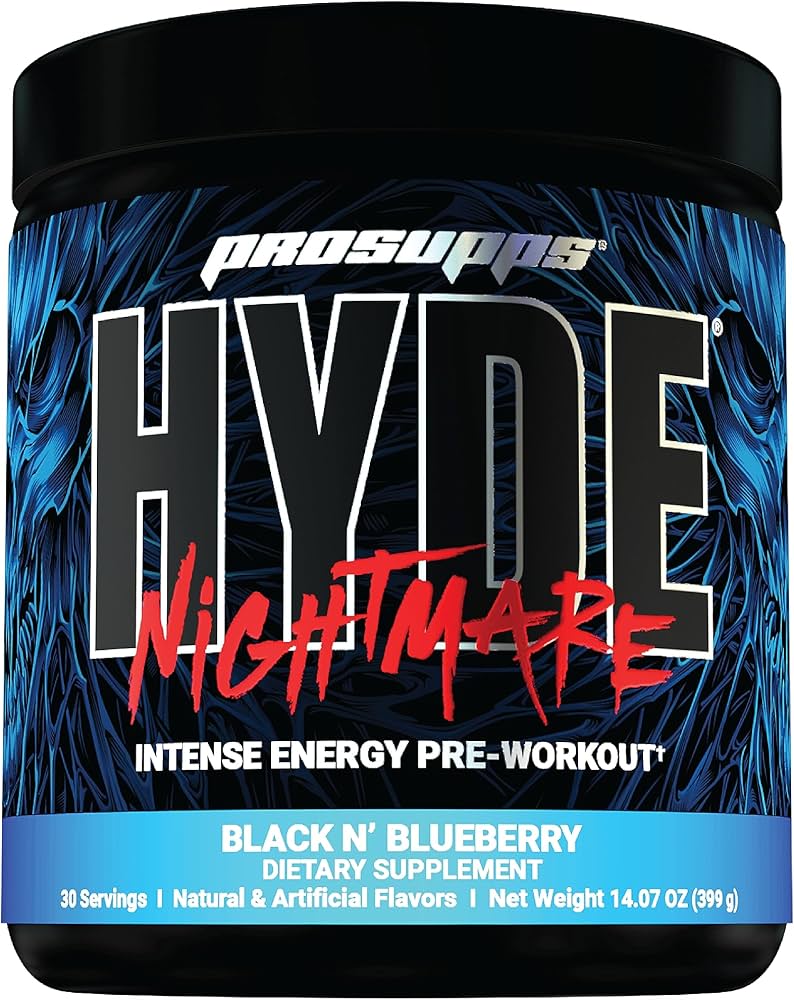 PROSUPPS®
HYDE®
NIGHTMARE
INTENSE ENERGY PRE-WORKOUT†
BLACK N' BLUEBERRY
DIETARY SUPPLEMENT
30 Servings I Natural & Artificial Flavors I Net Weight 14.07 OZ (399 g)